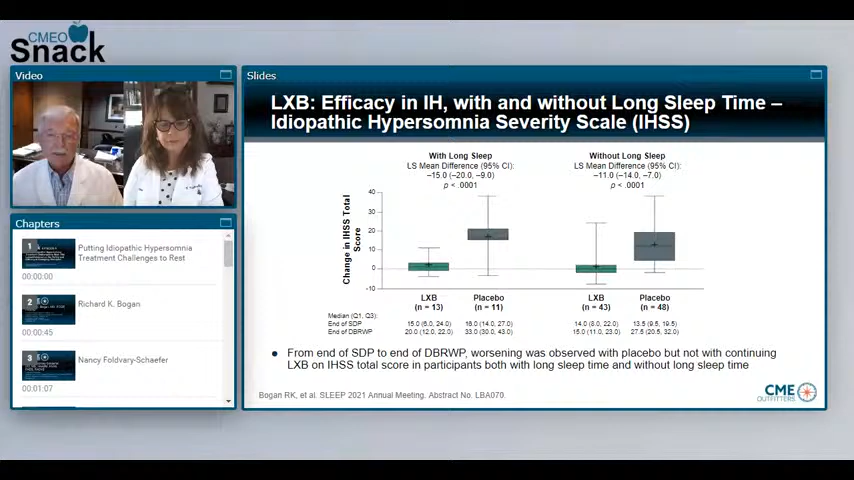 CMEO
Snack
Video
Slides
LXB: Efficacy in IH, with and without Long Sleep Time –
Idiopathic Hypersomnia Severity Scale (IHSS)
With Long Sleep
LS Mean Difference (95% CI)
–15.0 (–20.0, –9.0)
p < .0001
Without Long Sleep
LS Mean Difference (95% CI)
–11.0 (–14.0, –7.0)
p < .0001
Change in IHSS Total
Score
40
30
20
10
0
-10
LXB
(n = 13)
Placebo
(n = 11)
LXB
(n = 43)
Placebo
(n = 48)
Median (Q1, Q3):
End of SDP 15.0 (6.0, 24.0) 18.0 (14.0, 27.0) 14.0 (8.0, 22.0) 13.5 (9.5, 19.5)
End of DBRWP 20.0 (12.0, 22.0) 33.0 (30.0, 43.0) 15.0 (11.0, 23.0) 27.5 (20.5, 32.0)
• From end of SDP to end of DBRWP, worsening was observed with placebo but not with continuing
LXB on IHSS total score in participants both with long sleep time and without long sleep time
Bogan RK, et al. SLEEP 2021 Annual Meeting. Abstract No. LBA070.
CME
OUTFITTERS
Chapters
1
Putting Idiopathic Hypersomnia
Treatment Challenges to Rest
00:00:00
2
Richard K. Bogan
00:00:45
3
Nancy Foldvary-Schaefer
00:01:07